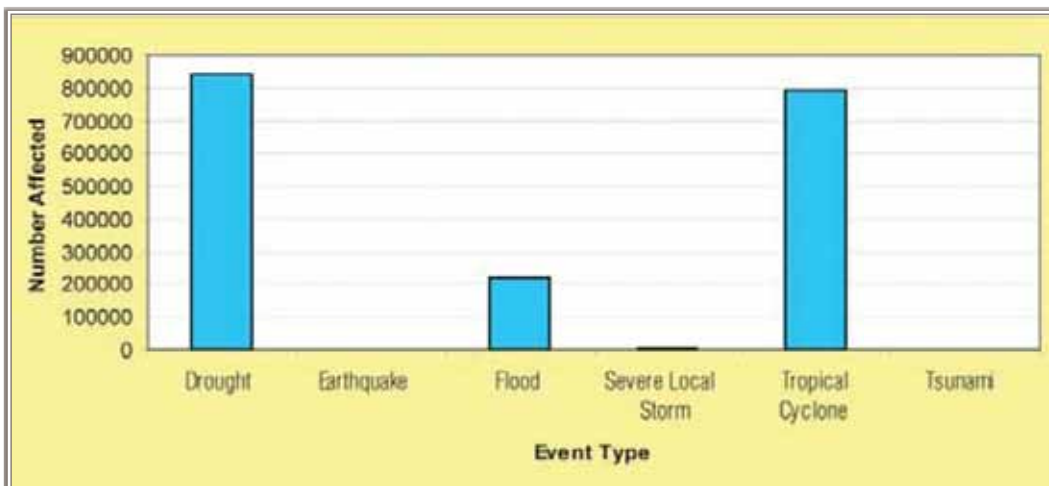 900000
800000
700000
600000
500000
400000
300000
200000
100000
0
Number Affected
Drought
Earthquake
Flood
Severe Local
Storm
Tropical
Cyclone
Tsunami
Event Type